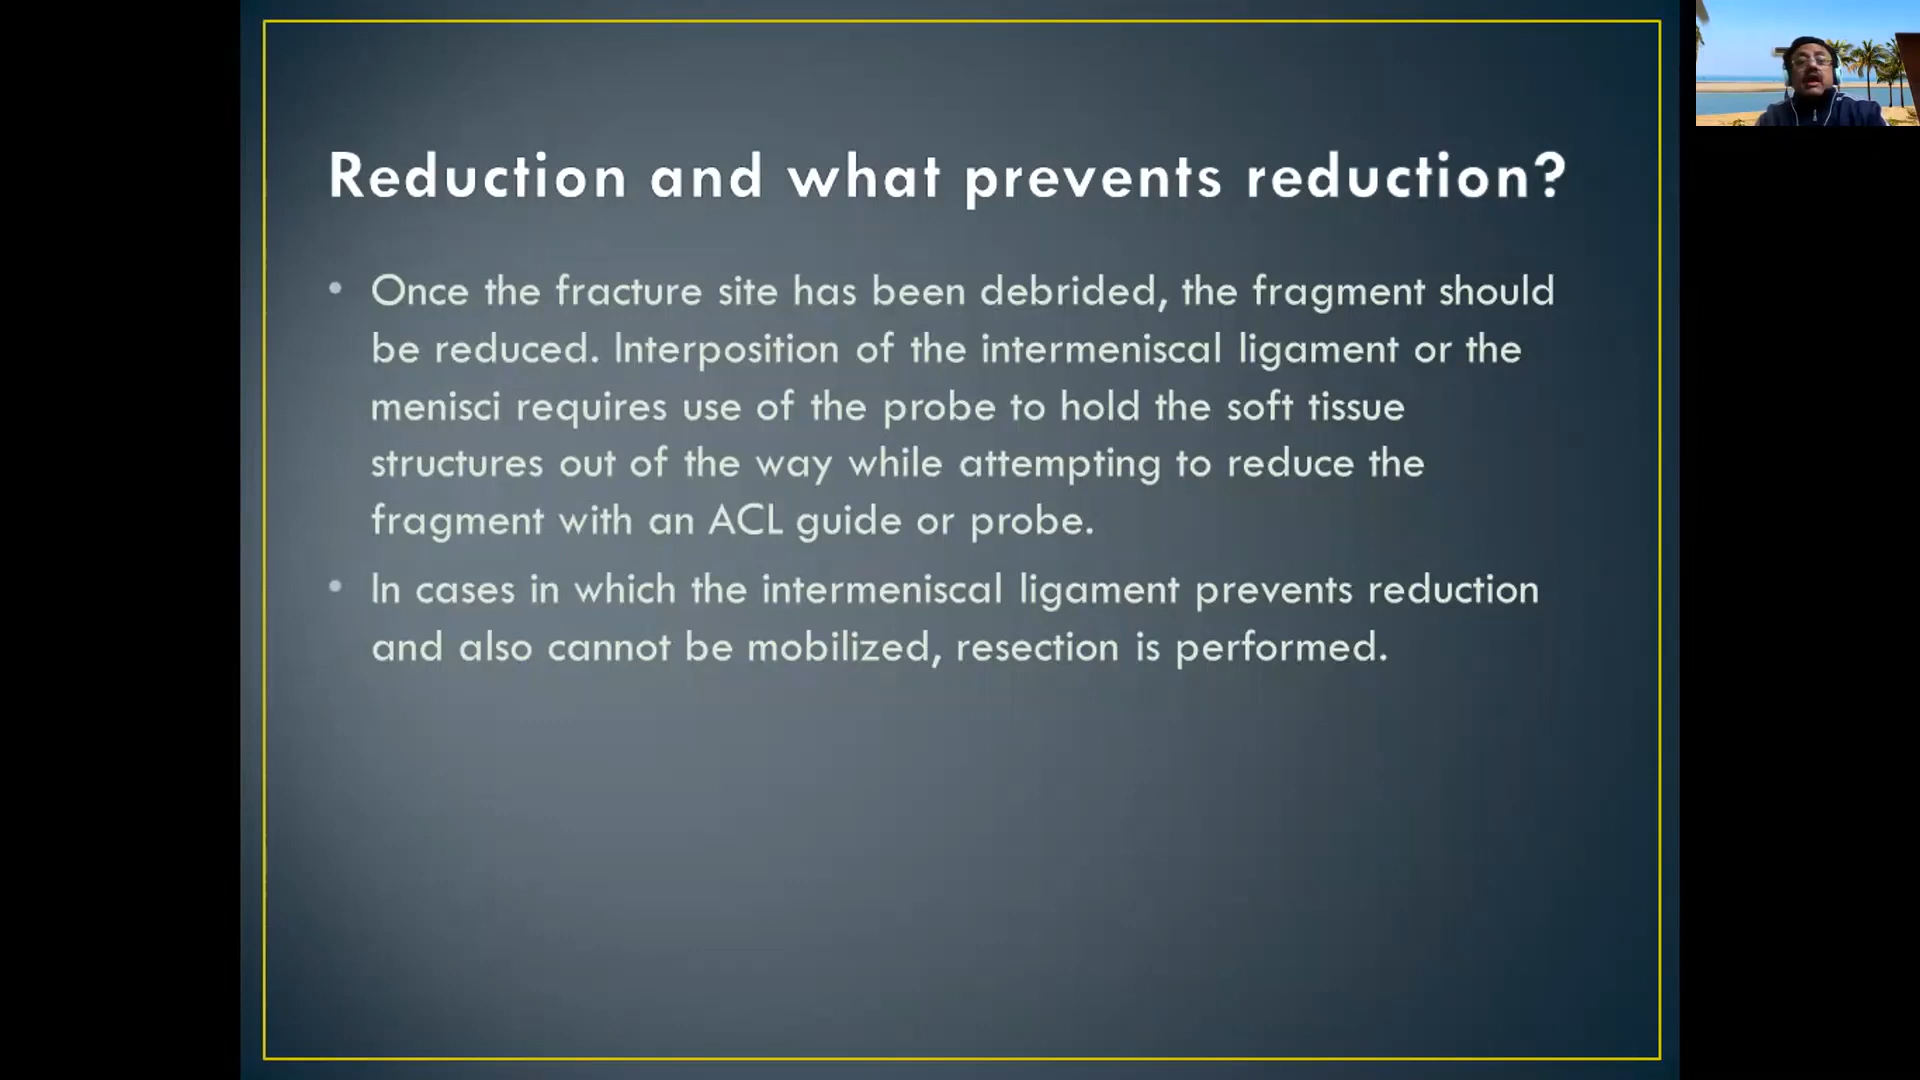 Reduction and what prevents reduction?
• Once the fracture site has been debrided, the fragment should
be reduced. Interposition of the intermeniscal ligament or the
menisci requires use of the probe to hold the soft tissue
structures out of the way while attempting to reduce the
fragment with an ACL guide or probe.
• In cases in which the intermeniscal ligament prevents reduction
and also cannot be mobilized, resection is performed.